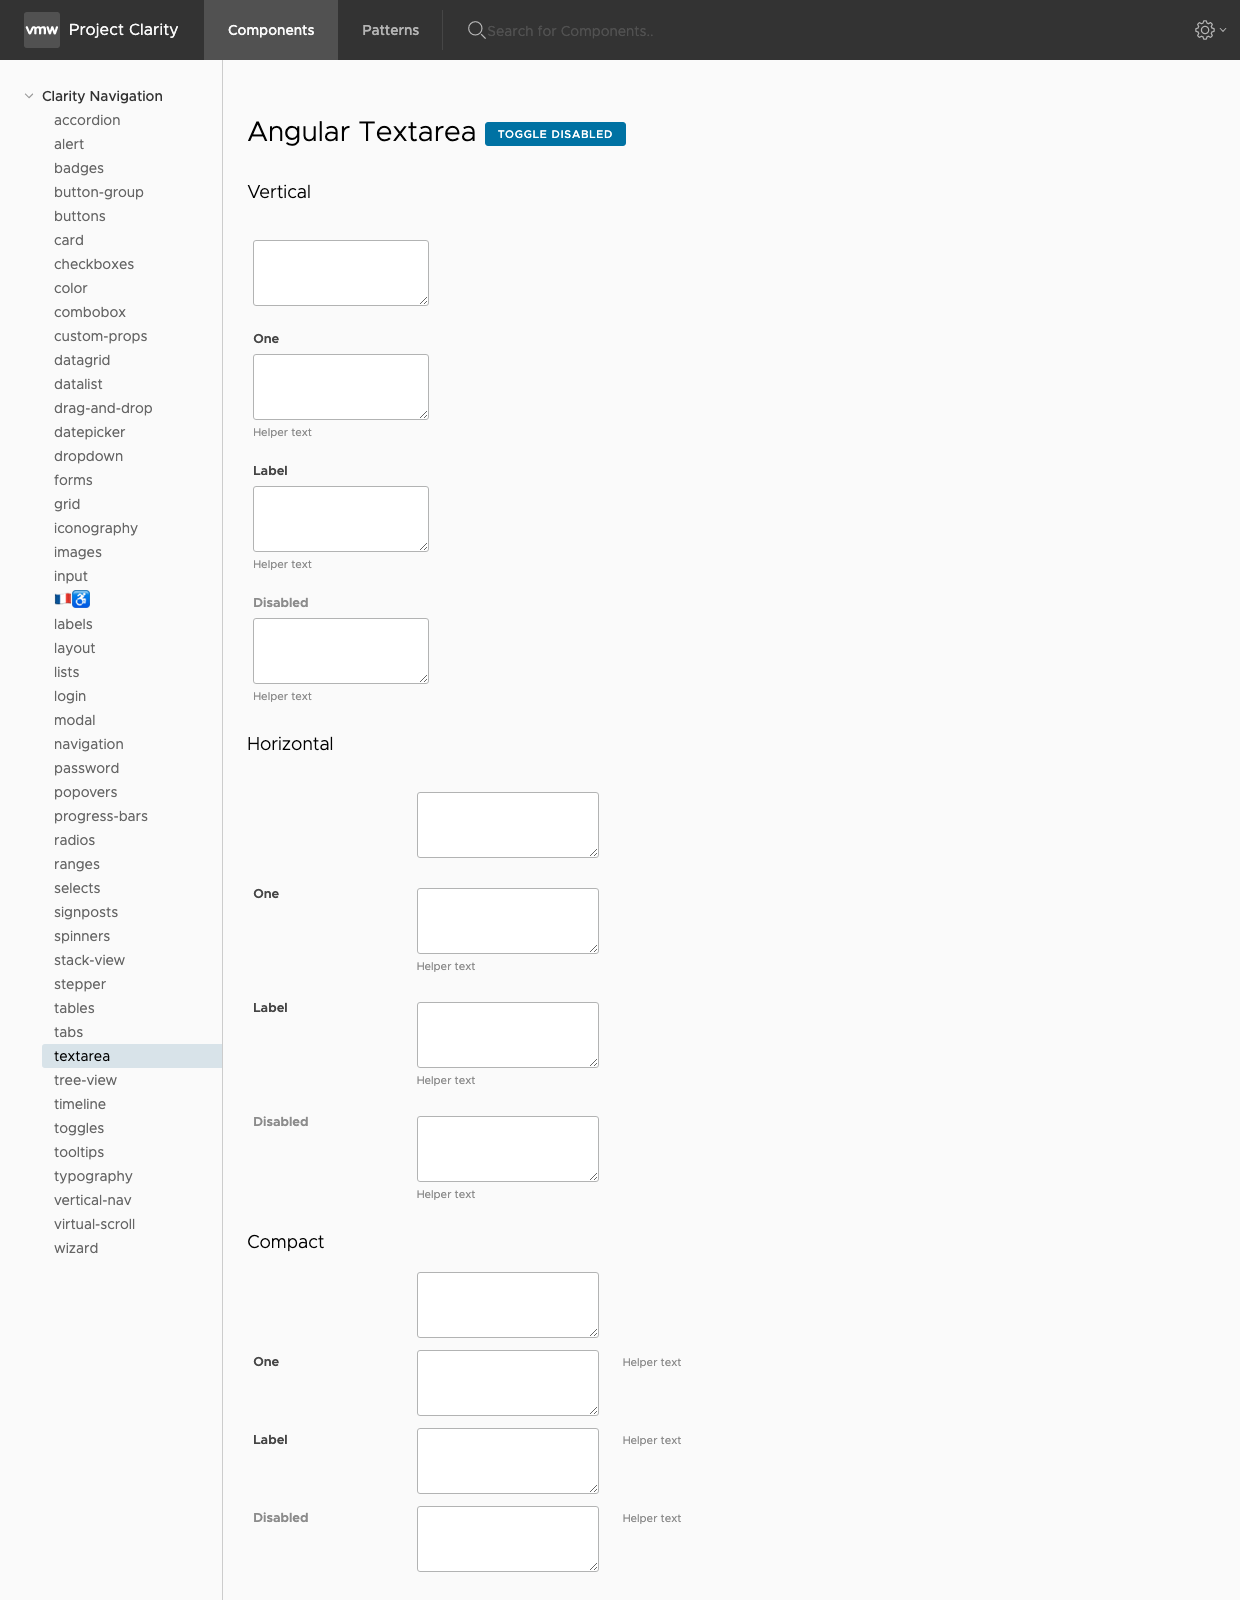 vmw Project Clarity Components Patterns Search for Components..
Clarity Navigation
accordion
alert
badges
button-group
buttons
card
checkboxes
color
combobox
custom-props
datagrid
datalist
drag-and-drop
datepicker
dropdown
forms
grid
iconography
images
input
🇫🇷♿
labels
layout
lists
login
modal
navigation
password
popovers
progress-bars
radios
ranges
selects
signposts
spinners
stack-view
stepper
tables
tabs
textarea
tree-view
timeline
toggles
tooltips
typography
vertical-nav
virtual-scroll
wizard
Angular Textarea TOGGLE DISABLED
Vertical
One
Helper text
Label
Helper text
Disabled
Helper text
Horizontal
One
Helper text
Label
Helper text
Disabled
Helper text
Compact
One Helper text
Label Helper text
Disabled Helper text